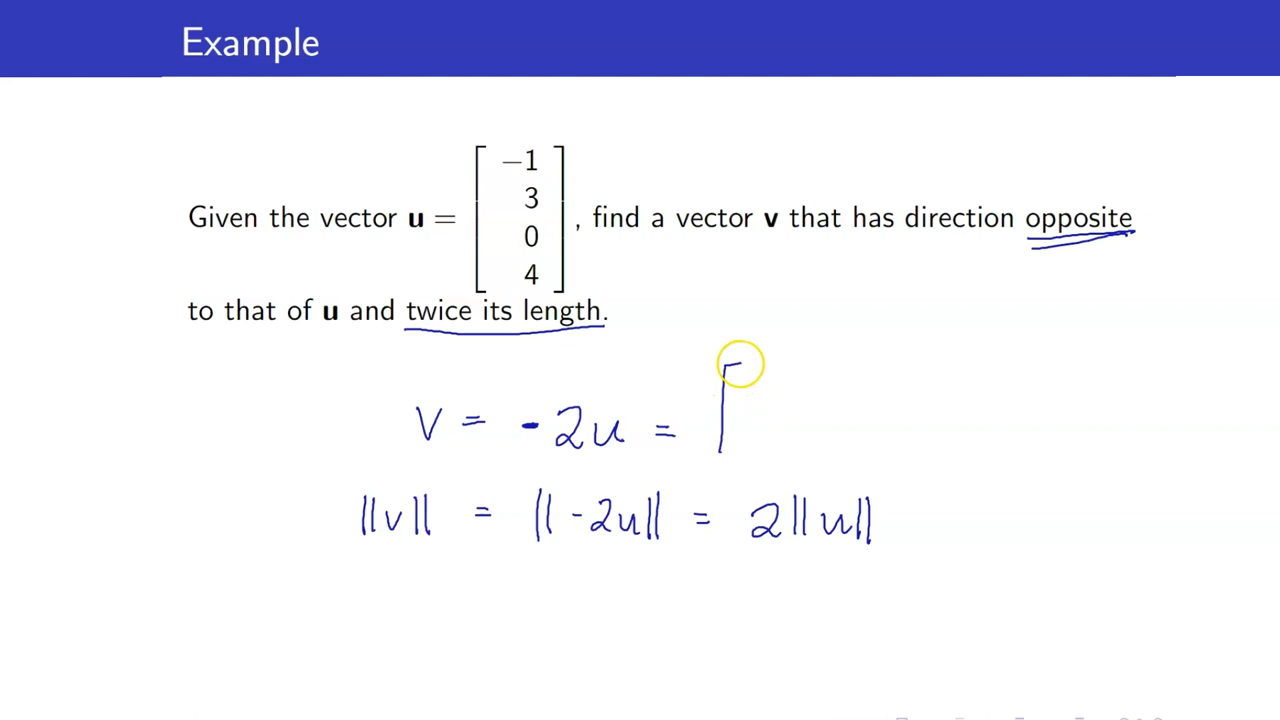 Example
Given the vector u = [ −1 3 0 4 ] , find a vector v that has direction opposite
to that of u and twice its length.
v = -2u = [
||v|| = ||-2u|| = 2||u||